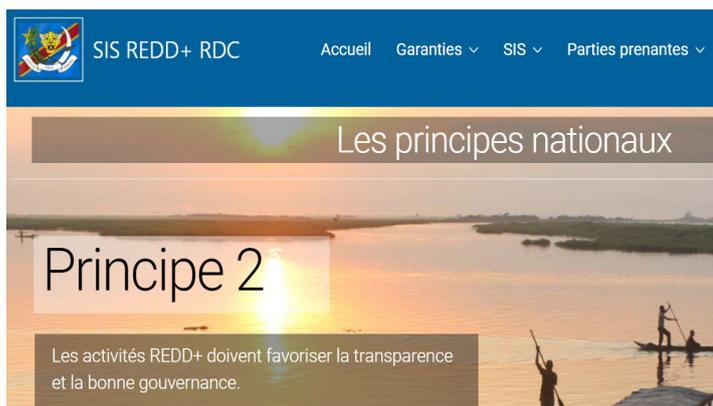 SIS REDD+ RDC
Accueil Garanties SIS Parties prenantes
Les principes nationaux
Principe 2
Les activités REDD+ doivent favoriser la transparence
et la bonne gouvernance.